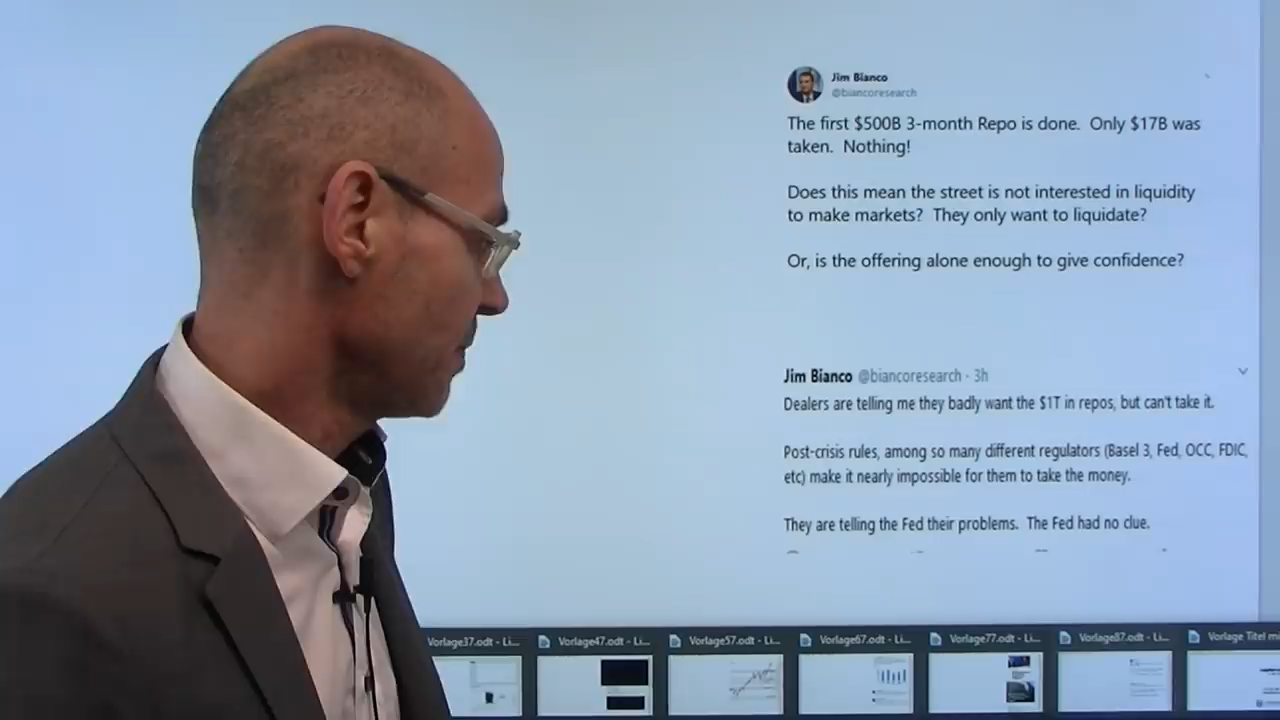 Jim Bianco
@biancoresearch
The first $500B 3-month Repo is done. Only $17B was
taken. Nothing!
Does this mean the street is not interested in liquidity
to make markets? They only want to liquidate?
Or, is the offering alone enough to give confidence?
Jim Bianco @biancoresearch · 3h
Dealers are telling me they badly want the $1T in repos, but can't take it.
Post-crisis rules, among so many different regulators (Basel 3, Fed, OCC, FDIC,
etc) make it nearly impossible for them to take the money.
They are telling the Fed their problems. The Fed had no clue.
Vorlage37.odt - Li... Vorlage47.odt - Li... Vorlage57.odt - Li... Vorlage67.odt - Li... Vorlage77.odt - Li... Vorlage87.odt - Li... Vorlage Titel